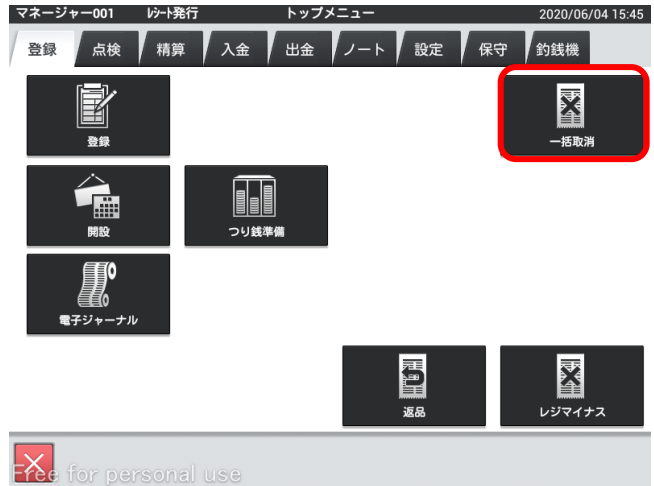 マネージャー001 ﾚｼｰﾄ発行 トップメニュー 2020/06/04 15:45
登録 点検 精算 入金 出金 ノート 設定 保守 釣銭機
登録 一括取消
開設 つり銭準備
電子ジャーナル
返品 レジマイナス
Free for personal use